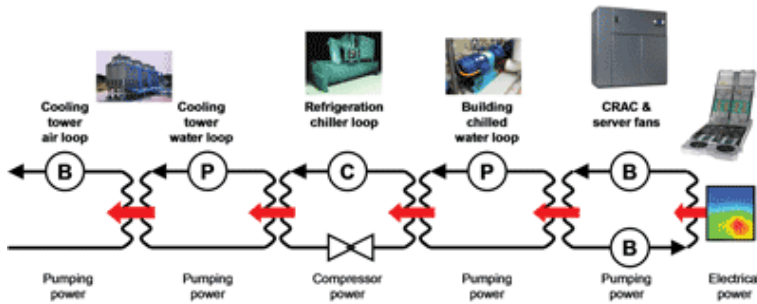 Cooling
tower
air loop
Cooling
tower
water loop
Refrigeration
chiller loop
Building
chilled
water loop
CRAC &
server fans
B
P
C
P
B
B
Pumping
power
Pumping
power
Compressor
power
Pumping
power
Pumping
power
Electrical
power